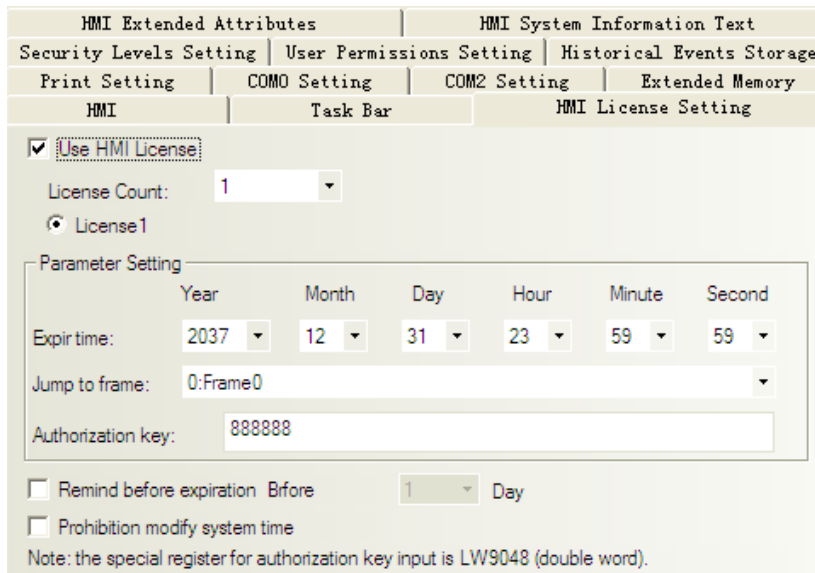 HMI Extended Attributes HMI System Information Text
Security Levels Setting User Permissions Setting Historical Events Storage
Print Setting COM0 Setting COM2 Setting Extended Memory
HMI Task Bar HMI License Setting
Use HMI License
License Count: 1
License1
Parameter Setting
Year Month Day Hour Minute Second
Expir time: 2037 12 31 23 59 59
Jump to frame: 0:Frame0
Authorization key: 888888
Remind before expiration Brfore 1 Day
Prohibition modify system time
Note: the special register for authorization key input is LW9048 (double word).